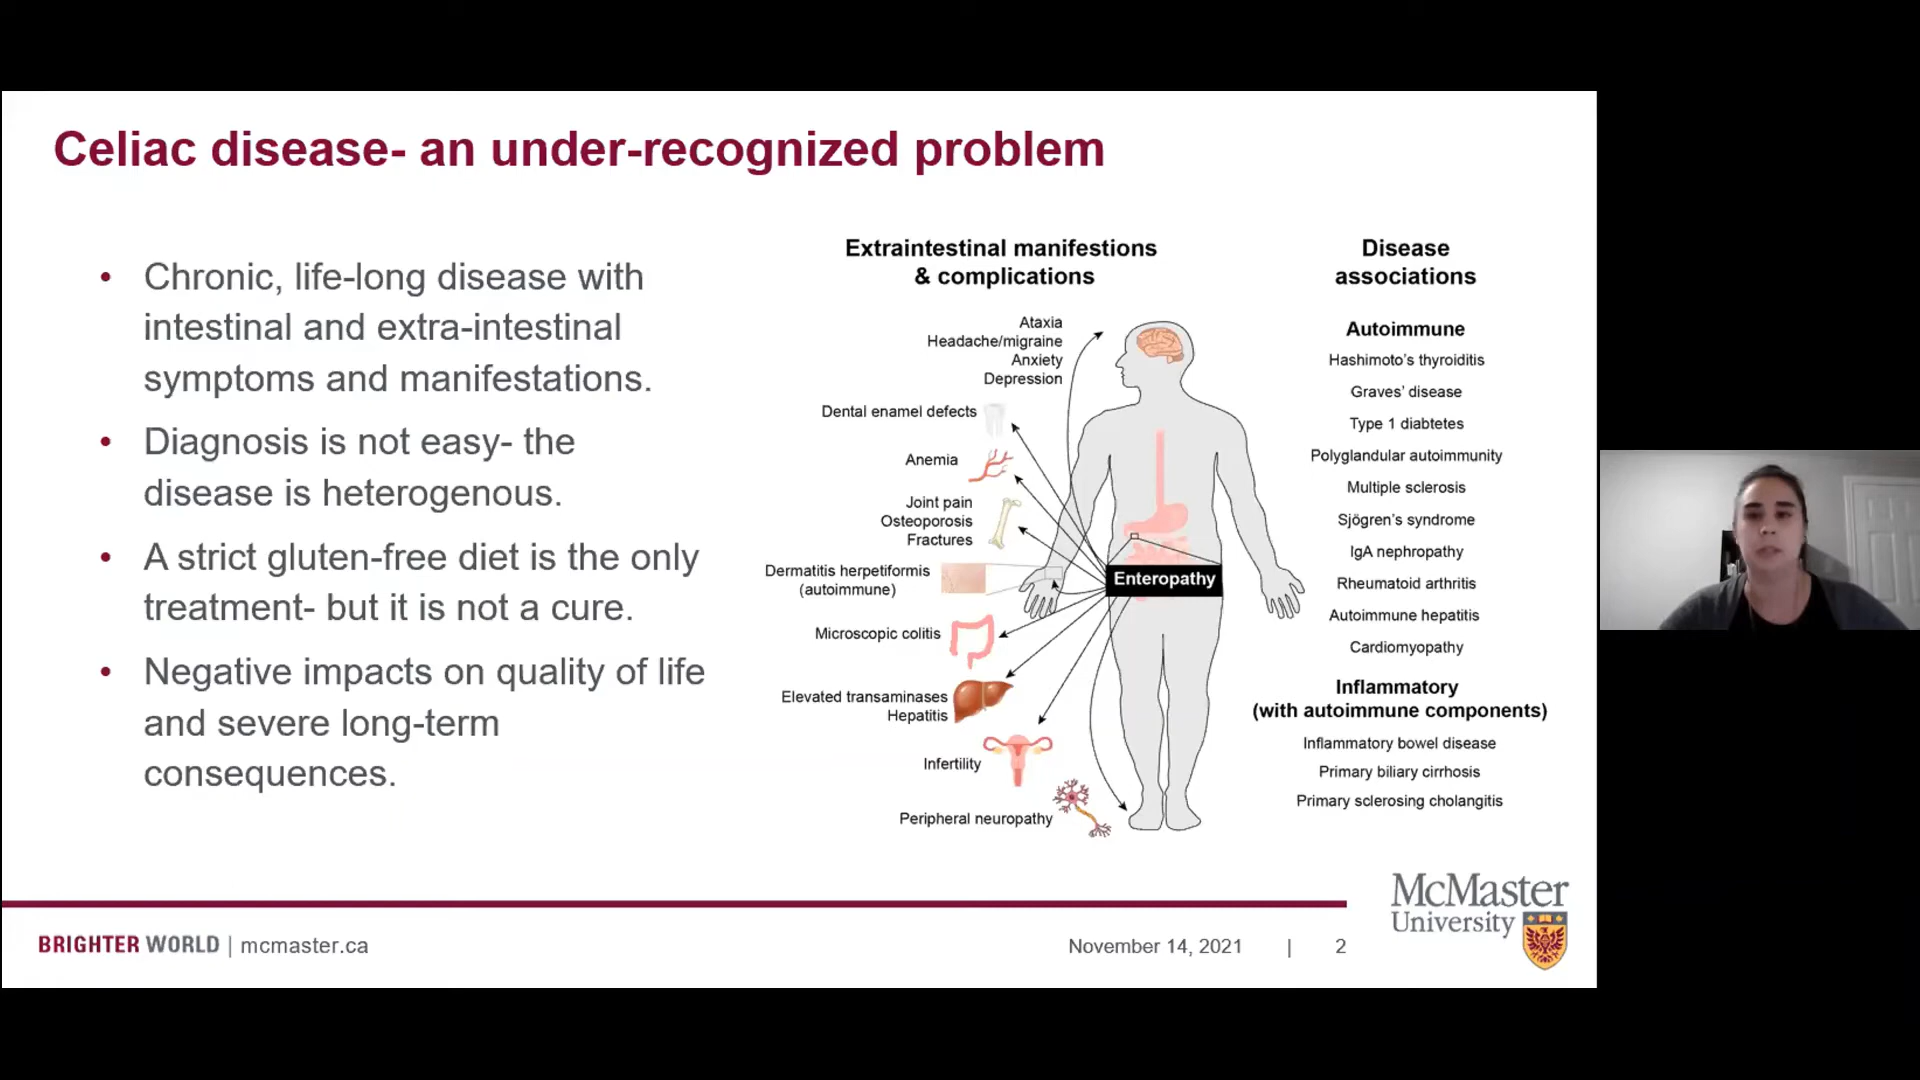 Celiac disease- an under-recognized problem
• Chronic, life-long disease with
intestinal and extra-intestinal
symptoms and manifestations.
• Diagnosis is not easy- the
disease is heterogenous.
• A strict gluten-free diet is the only
treatment- but it is not a cure.
• Negative impacts on quality of life
and severe long-term
consequences.
Extraintestinal manifestions
& complications
Ataxia
Headache/migraine
Anxiety
Depression
Dental enamel defects
Anemia
Joint pain
Osteoporosis
Fractures
Dermatitis herpetiformis
(autoimmune)
Microscopic colitis
Elevated transaminases
Hepatitis
Infertility
Peripheral neuropathy
Enteropathy
Disease
associations
Autoimmune
Hashimoto's thyroiditis
Graves' disease
Type 1 diabtetes
Polyglandular autoimmunity
Multiple sclerosis
Sjögren's syndrome
IgA nephropathy
Rheumatoid arthritis
Autoimmune hepatitis
Cardiomyopathy
Inflammatory
(with autoimmune components)
Inflammatory bowel disease
Primary biliary cirrhosis
Primary sclerosing cholangitis
BRIGHTER WORLD | mcmaster.ca
November 14, 2021 | 2
McMaster
University